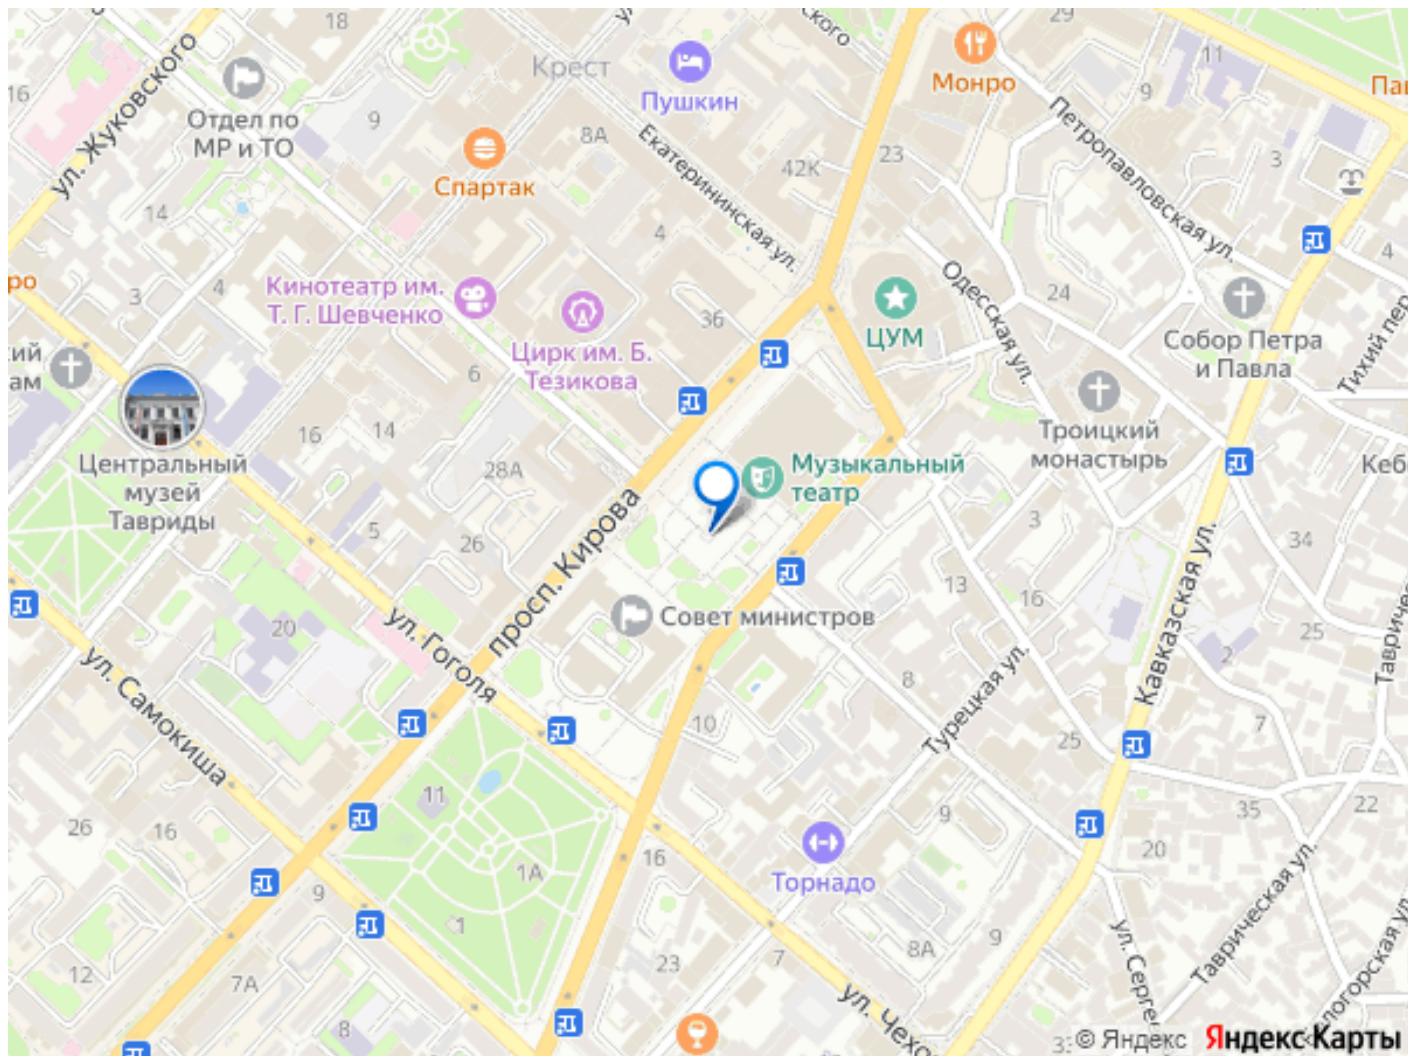 18
29
Крест
Монро
11
16
ул. Жуковского
Отдел по
МР и ТО
9
Пушкин
9
Спартак
8А
Екатерининская ул.
42К
23
Петропавловская ул.
3
14
4
4
3
4
Кинотеатр им.
Т. Г. Шевченко
Цирк им. Б.
Тезикова
36
ЦУМ
Одесская ул.
24
Собор Петра
и Павла
Тихий пер
6
16
14
28А
Центральный
музей
Тавриды
Музыкальный
театр
Троицкий
монастырь
5
26
просп. Кирова
3
34
13
16
Кавказская ул.
Совет министров
20
ул. Гоголя
25
2
8
Турецкая ул.
ул. Самокиша
10
25
7
11
26
16
1А
16
9
35
22
20
Торнадо
9
1
12
7А
23
7
8А
9
Таврическая ул.
8
ул. Чехо
ул. Серге
© Яндекс
Яндекс Карты